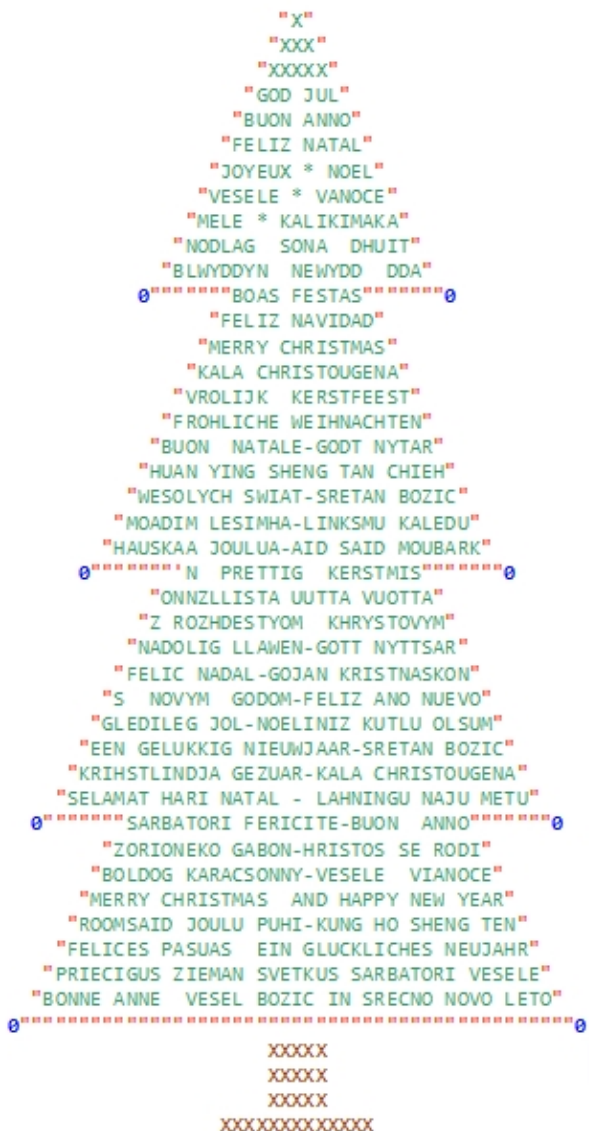 "X"
"XXX"
"XXXXX"
"GOD JUL"
"BUON ANNO"
"FELIZ NATAL"
"JOYEUX * NOEL"
"VESELE * VANOCE"
"MELE * KALIKIMAKA"
"NODLAG  SONA  DHUIT"
"BLWYDDYN  NEWYDD  DDA"
0"""""""BOAS FESTAS"""""""0
"FELIZ NAVIDAD"
"MERRY CHRISTMAS"
"KALA CHRISTOUGENA"
"VROLIJK  KERSTFEEST"
"FROHLICHE WEIHNACHTEN"
"BUON  NATALE-GODT NYTAR"
"HUAN YING SHENG TAN CHIEH"
"WESOLYCH SWIAT-SRETAN BOZIC"
"MOADIM LESIMHA-LINKSMU KALEDU"
"HAUSKAA JOULUA-AID SAID MOUBARK"
0"""""""'N  PRETTIG  KERSTMIS"""""""0
"ONNZLLISTA UUTTA VUOTTA"
"Z ROZHDESTYOM  KHRYSTOVYM"
"NADOLIG LLAWEN-GOTT NYTTSAR"
"FELIC NADAL-GOJAN KRISTNASKON"
"S  NOVYM  GODOM-FELIZ ANO NUEVO"
"GLEDILEG JOL-NOELINIZ KUTLU OLSUM"
"EEN GELUKKIG NIEUWJAAR-SRETAN BOZIC"
"KRIHSTLINDJA GEZUAR-KALA CHRISTOUGENA"
"SELAMAT HARI NATAL - LAHNINGU NAJU METU"
0"""""""SARBATORI FERICITE-BUON  ANNO"""""""0
"ZORIONEKO GABON-HRISTOS SE RODI"
"BOLDOG KARACSONNY-VESELE  VIANOCE"
"MERRY CHRISTMAS  AND HAPPY NEW YEAR"
"ROOMSAID JOULU PUHI-KUNG HO SHENG TEN"
"FELICES PASUAS  EIN GLUCKLICHES NEUJAHR"
"PRIECIGUS ZIEMAN SVETKUS SARBATORI VESELE"
"BONNE ANNE  VESEL BOZIC IN SRECNO NOVO LETO"
0"""""""""""""""""""""""""""""""""""""""""""""""0
XXXXX
XXXXX
XXXXX
XXXXXXXXXXXXX